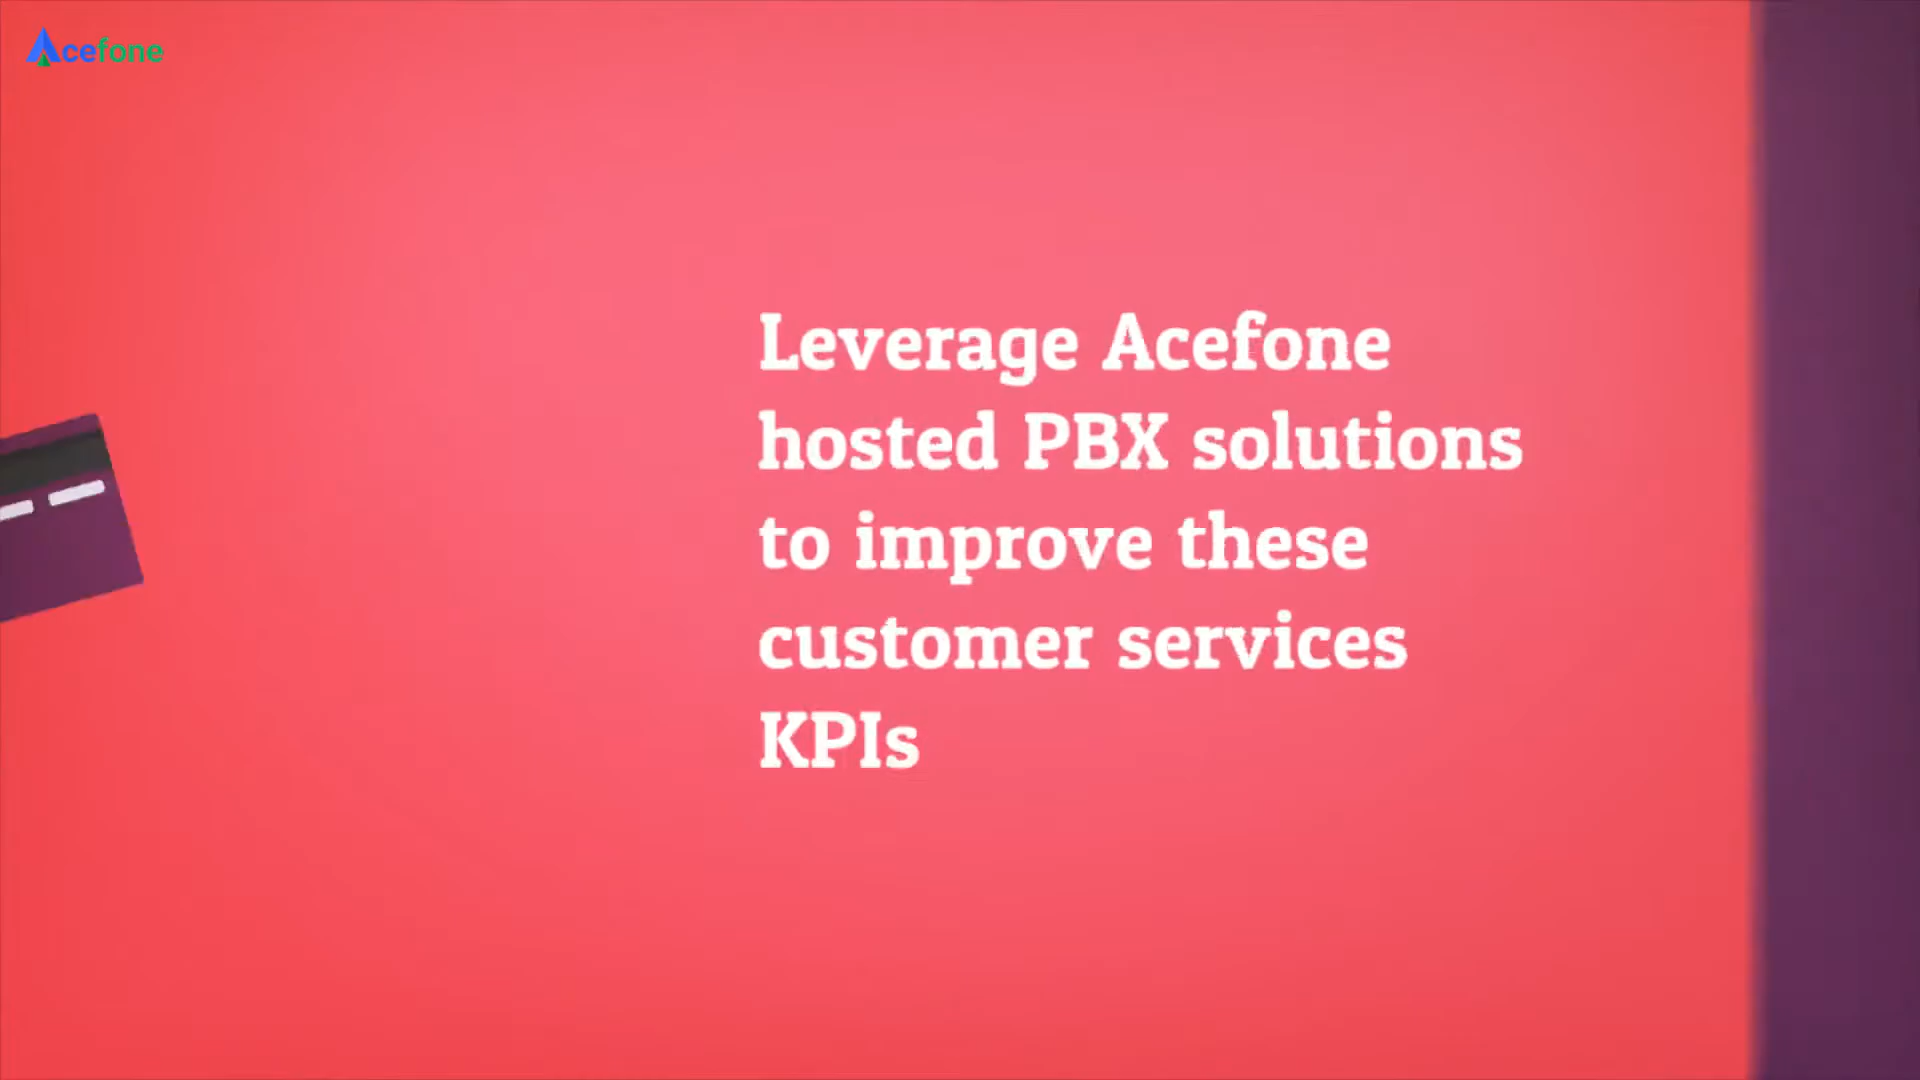 Acefone
Leverage Acefone
hosted PBX solutions
to improve these
customer services
KPIs